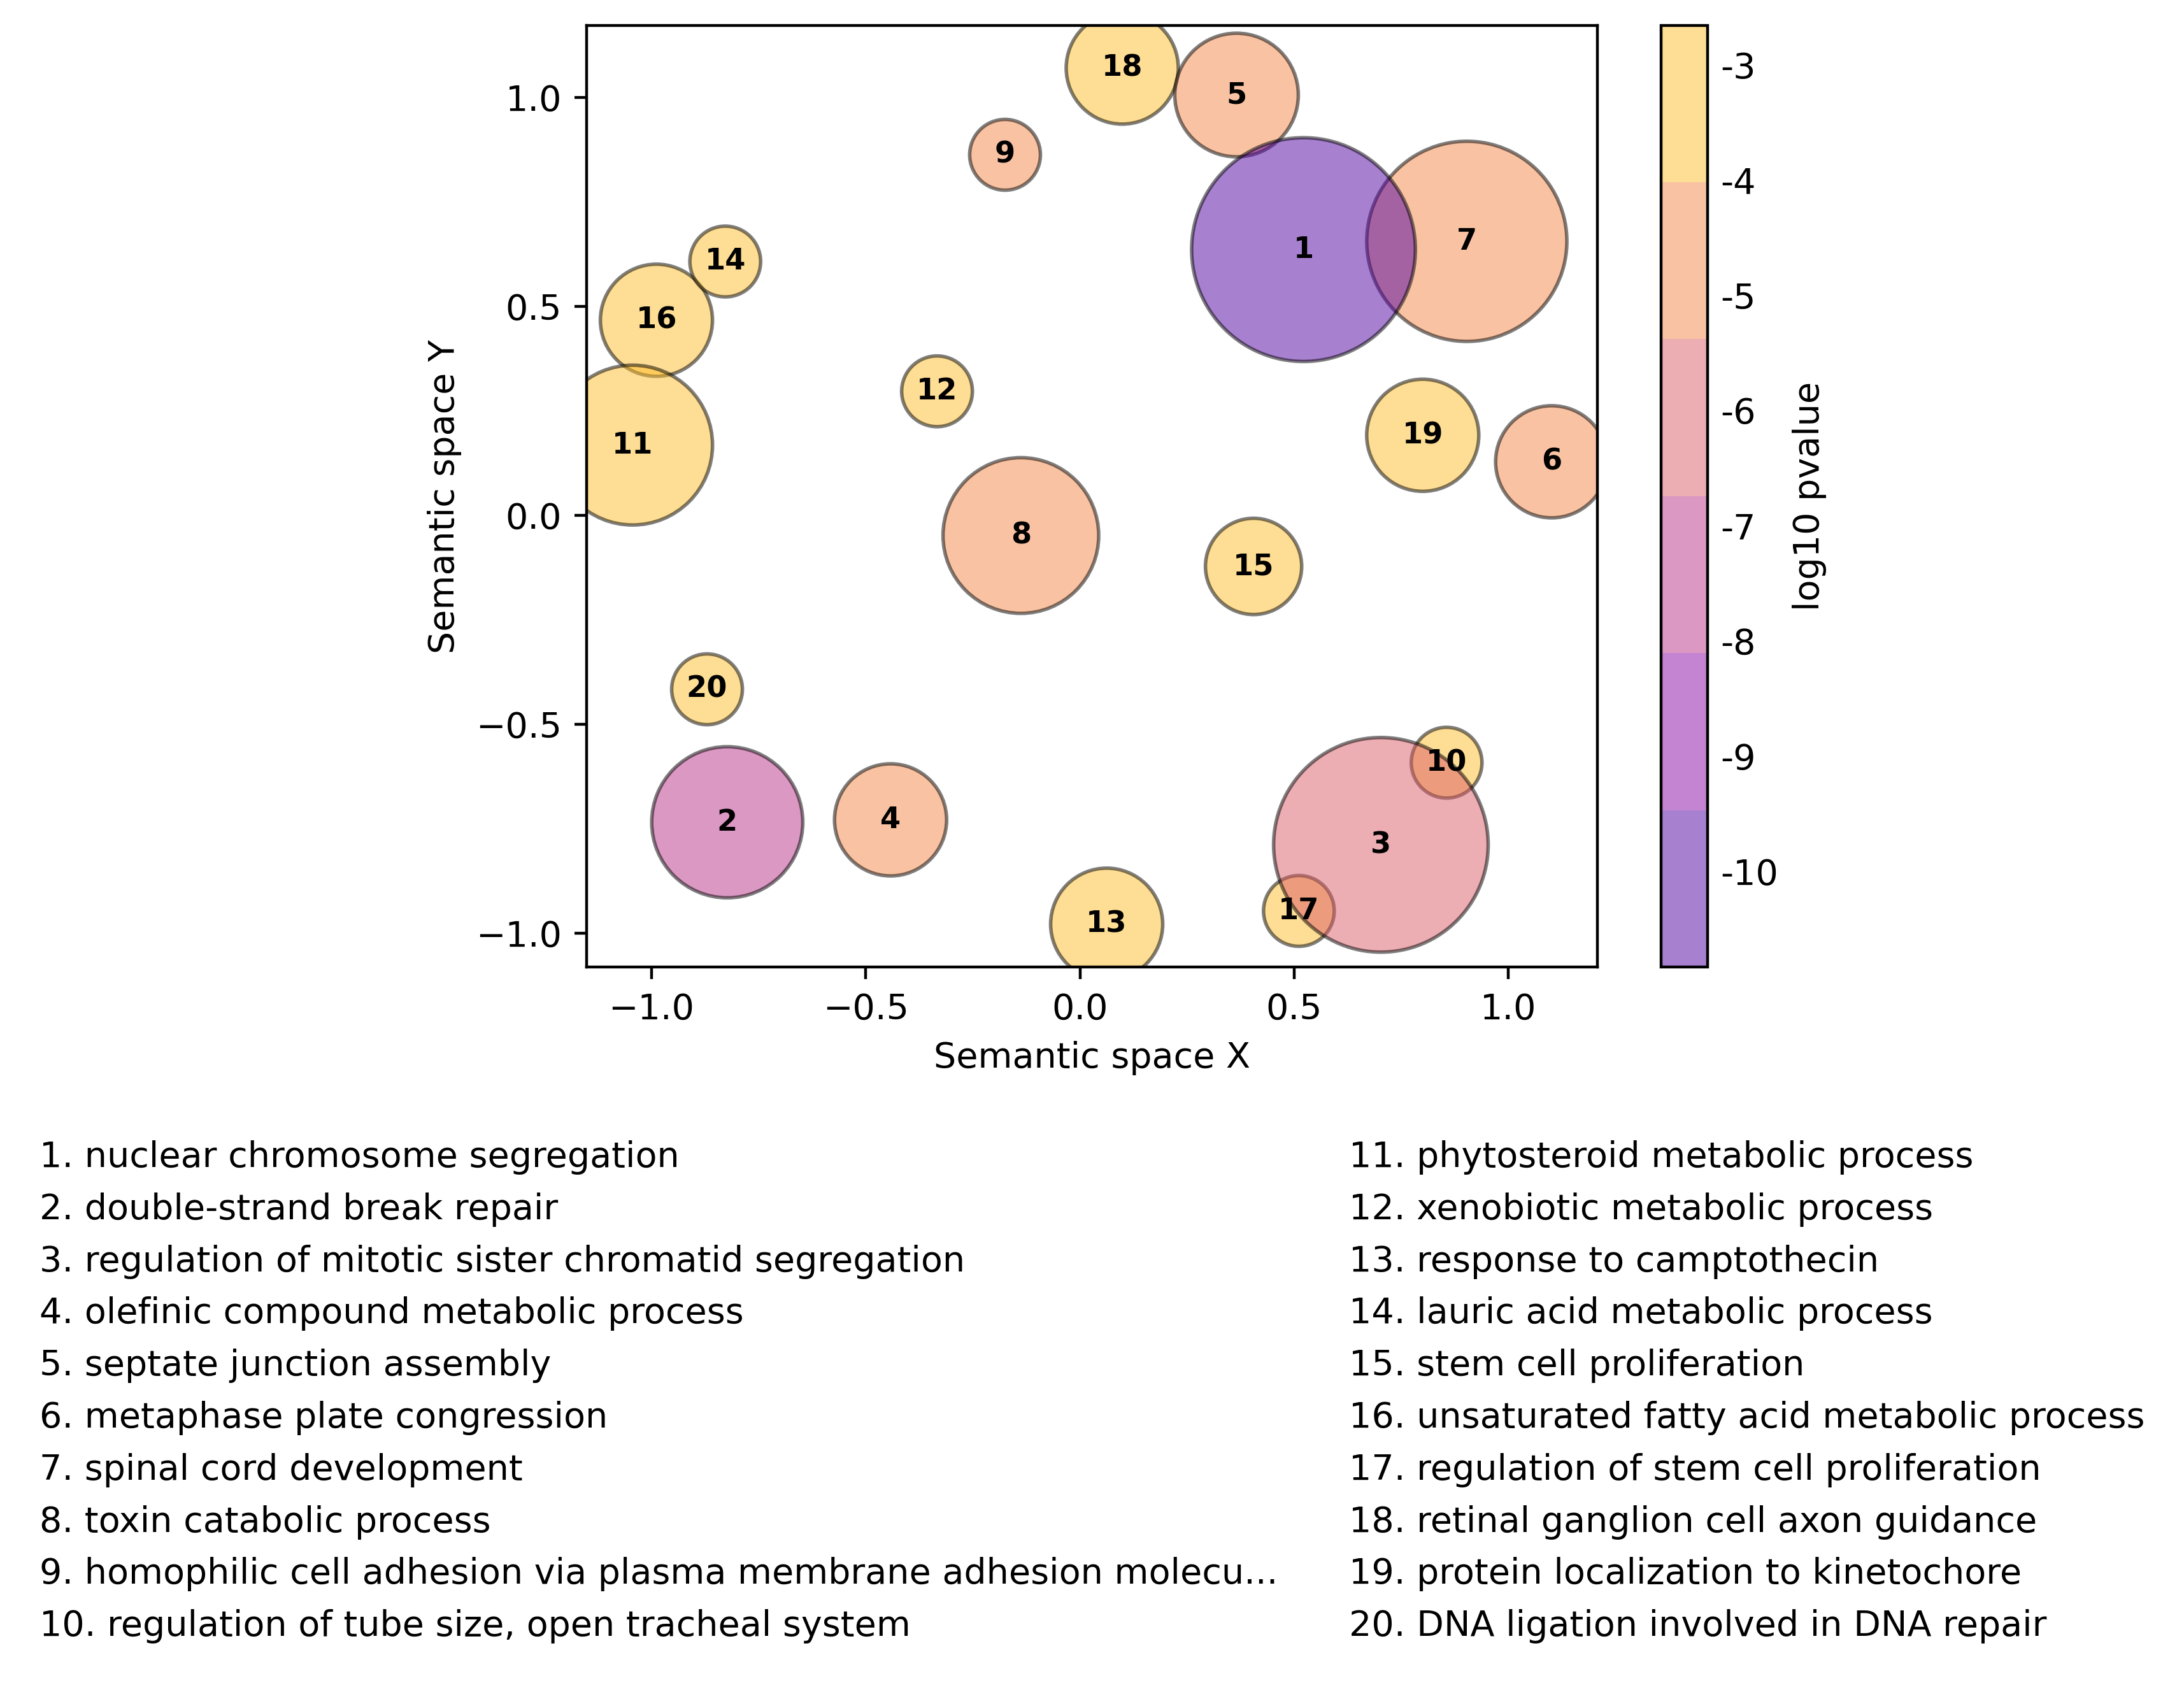 18
5
9
1
7
14
16
12
11
19
6
8
15
20
10
2
4
3
17
13
1.0
0.5
0.0
−0.5
−1.0
Semantic space Y
−1.0
−0.5
0.0
0.5
1.0
Semantic space X
-3
-4
-5
-6
-7
-8
-9
-10
log10 pvalue
1. nuclear chromosome segregation
2. double-strand break repair
3. regulation of mitotic sister chromatid segregation
4. olefinic compound metabolic process
5. septate junction assembly
6. metaphase plate congression
7. spinal cord development
8. toxin catabolic process
9. homophilic cell adhesion via plasma membrane adhesion molecu...
10. regulation of tube size, open tracheal system
11. phytosteroid metabolic process
12. xenobiotic metabolic process
13. response to camptothecin
14. lauric acid metabolic process
15. stem cell proliferation
16. unsaturated fatty acid metabolic process
17. regulation of stem cell proliferation
18. retinal ganglion cell axon guidance
19. protein localization to kinetochore
20. DNA ligation involved in DNA repair